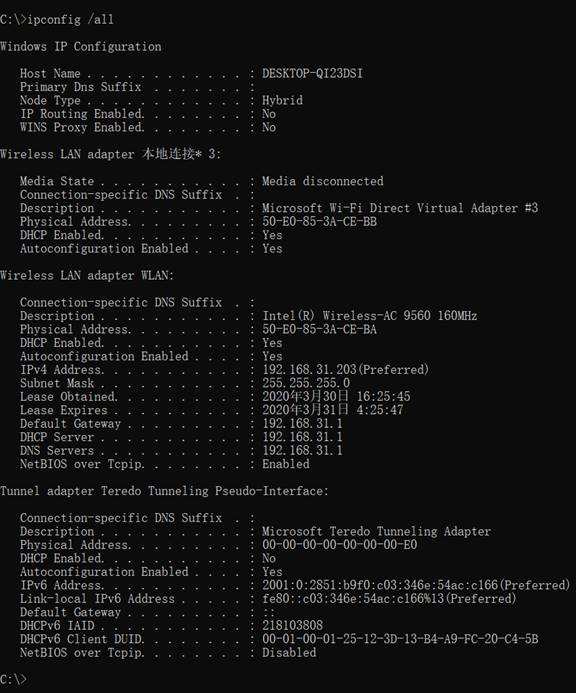 C:\>ipconfig /all
Windows IP Configuration
Host Name . . . . . . . . . . . . : DESKTOP-QI23DSI
Primary Dns Suffix  . . . . . . . :
Node Type . . . . . . . . . . . . : Hybrid
IP Routing Enabled. . . . . . . . : No
WINS Proxy Enabled. . . . . . . . : No
Wireless LAN adapter 本地连接* 3:
Media State . . . . . . . . . . . : Media disconnected
Connection-specific DNS Suffix  . :
Description . . . . . . . . . . . : Microsoft Wi-Fi Direct Virtual Adapter #3
Physical Address. . . . . . . . . : 50-E0-85-3A-CE-BB
DHCP Enabled. . . . . . . . . . . : Yes
Autoconfiguration Enabled . . . . : Yes
Wireless LAN adapter WLAN:
Connection-specific DNS Suffix  . :
Description . . . . . . . . . . . : Intel(R) Wireless-AC 9560 160MHz
Physical Address. . . . . . . . . : 50-E0-85-3A-CE-BA
DHCP Enabled. . . . . . . . . . . : Yes
Autoconfiguration Enabled . . . . : Yes
IPv4 Address. . . . . . . . . . . : 192.168.31.203(Preferred)
Subnet Mask . . . . . . . . . . . : 255.255.255.0
Lease Obtained. . . . . . . . . . : 2020年3月30日 16:25:45
Lease Expires . . . . . . . . . . : 2020年3月31日 4:25:47
Default Gateway . . . . . . . . . : 192.168.31.1
DHCP Server . . . . . . . . . . . : 192.168.31.1
DNS Servers . . . . . . . . . . . : 192.168.31.1
NetBIOS over Tcpip. . . . . . . . : Enabled
Tunnel adapter Teredo Tunneling Pseudo-Interface:
Connection-specific DNS Suffix  . :
Description . . . . . . . . . . . : Microsoft Teredo Tunneling Adapter
Physical Address. . . . . . . . . : 00-00-00-00-00-00-00-E0
DHCP Enabled. . . . . . . . . . . : No
Autoconfiguration Enabled . . . . : Yes
IPv6 Address. . . . . . . . . . . : 2001:0:2851:b9f0:c03:346e:54ac:c166(Preferred)
Link-local IPv6 Address . . . . . : fe80::c03:346e:54ac:c166%13(Preferred)
Default Gateway . . . . . . . . . : ::
DHCPv6 IAID . . . . . . . . . . . : 218103808
DHCPv6 Client DUID. . . . . . . . : 00-01-00-01-25-12-3D-13-B4-A9-FC-20-C4-5B
NetBIOS over Tcpip. . . . . . . . : Disabled
C:\>